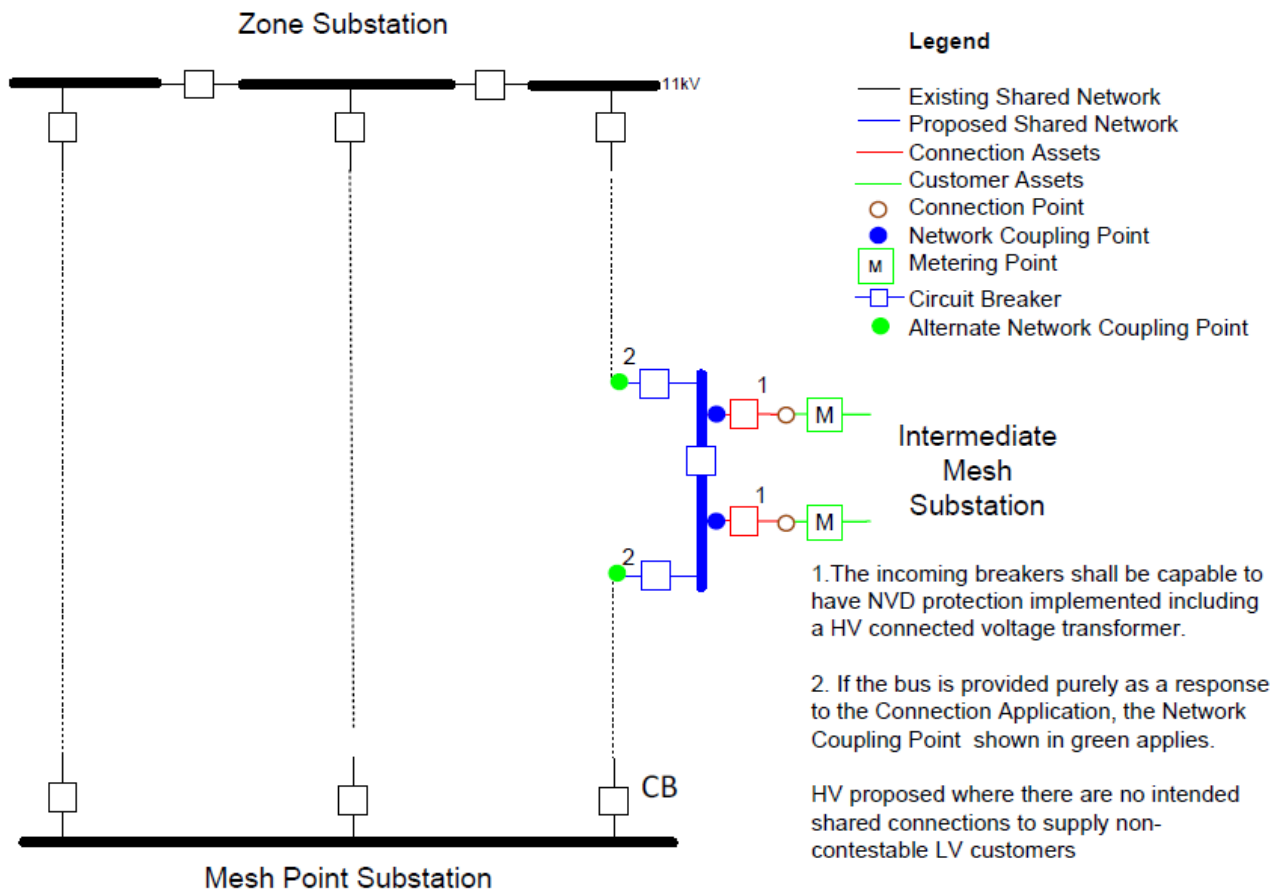 Zone Substation
11kV
Legend
Existing Shared Network
Proposed Shared Network
Connection Assets
Customer Assets
Connection Point
Network Coupling Point
M
Metering Point
Circuit Breaker
Alternate Network Coupling Point
2
1
M
Intermediate
Mesh
Substation
1
M
2
1.The incoming breakers shall be capable to
have NVD protection implemented including
a HV connected voltage transformer.
2. If the bus is provided purely as a response
to the Connection Application, the Network
Coupling Point shown in green applies.
HV proposed where there are no intended
shared connections to supply non-
contestable LV customers
CB
Mesh Point Substation